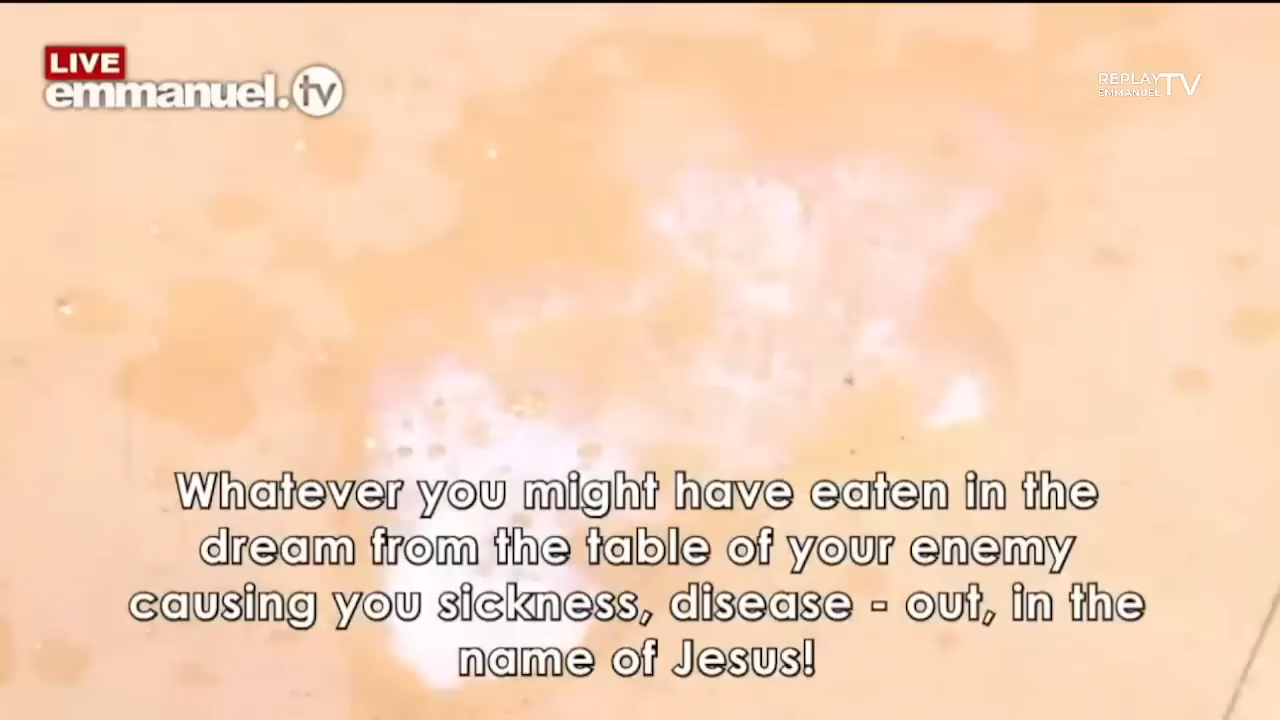 LIVE
emmanuel.tv
REPLAY TV
EMMANUEL
Whatever you might have eaten in the
dream from the table of your enemy
causing you sickness, disease - out, in the
name of Jesus!